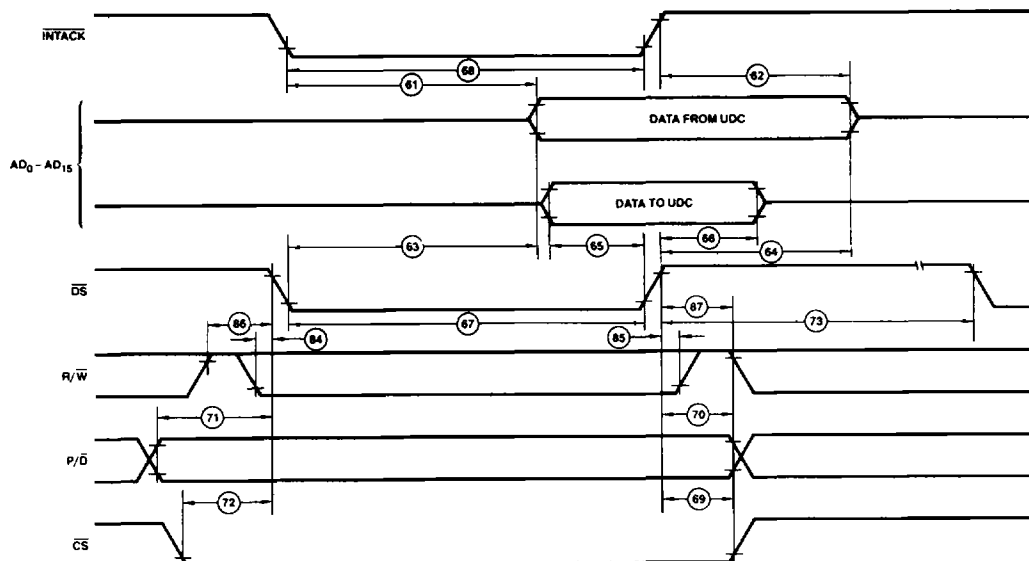 INTACK
68
61
62
DATA FROM UDC
AD0 – AD15
DATA TO UDC
63
65
66
64
DS
67
87
73
86
84
85
R/W
71
70
P/D
72
69
CS